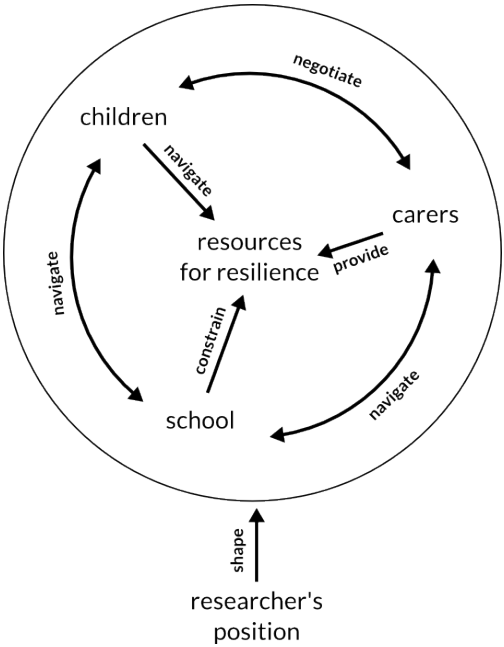 negotiate
children
navigate
carers
resources
for resilience
provide
navigate
constrain
navigate
school
shape
researcher's
position